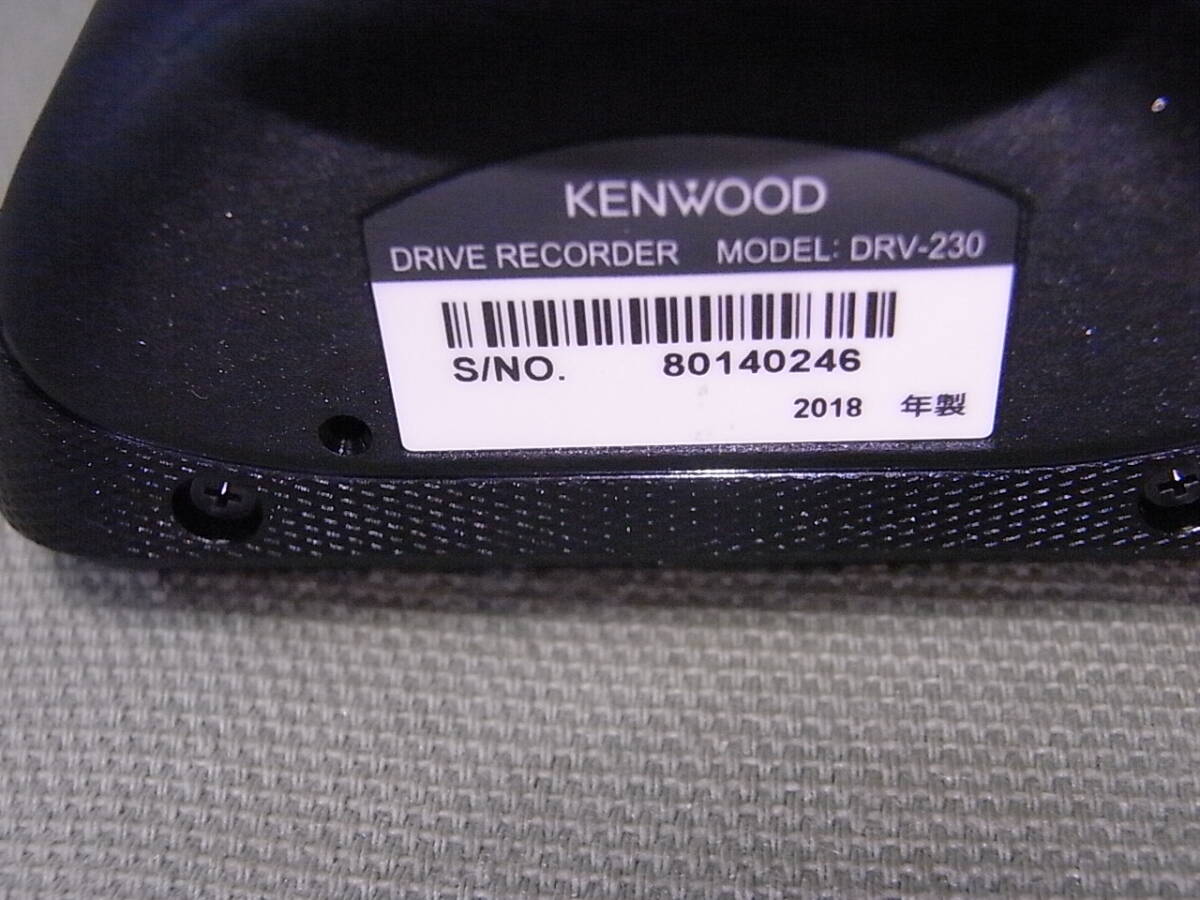 KENWOOD
DRIVE RECORDER MODEL: DRV-230
S/NO. 80140246
2018 年製